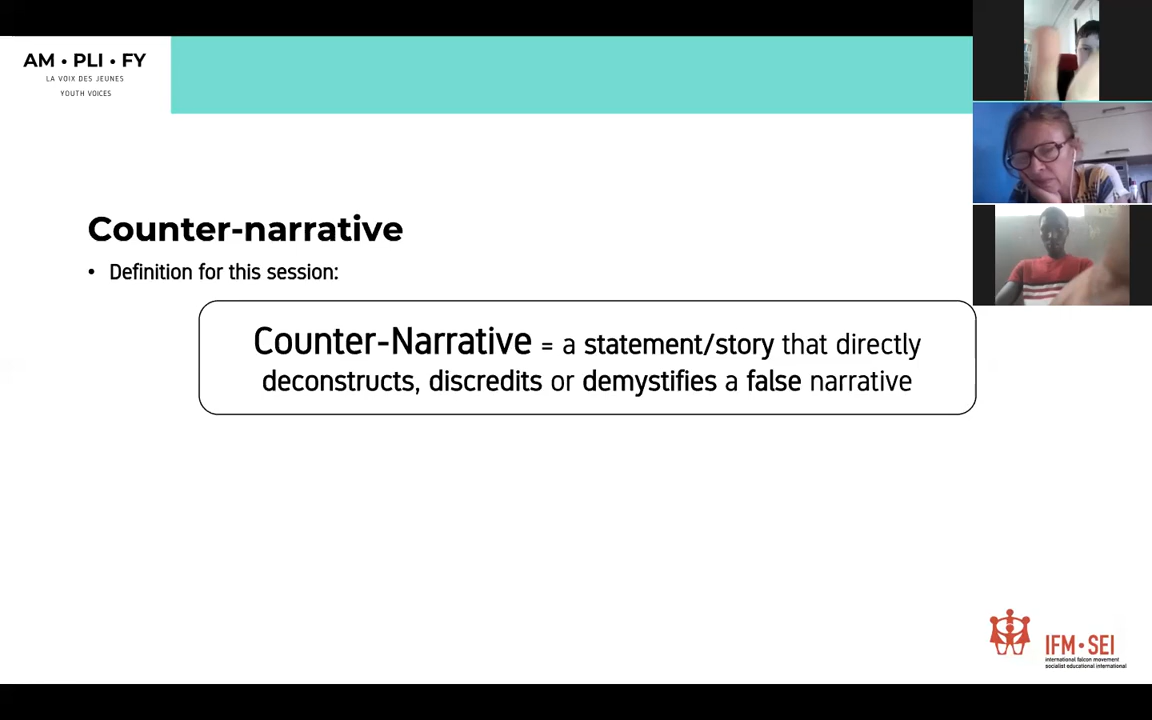 AM • PLI • FY
LA VOIX DES JEUNES
YOUTH VOICES
Counter-narrative
• Definition for this session:
Counter-Narrative = a statement/story that directly
deconstructs, discredits or demystifies a false narrative
IFM•SEI
international falcon movement
socialist educational international